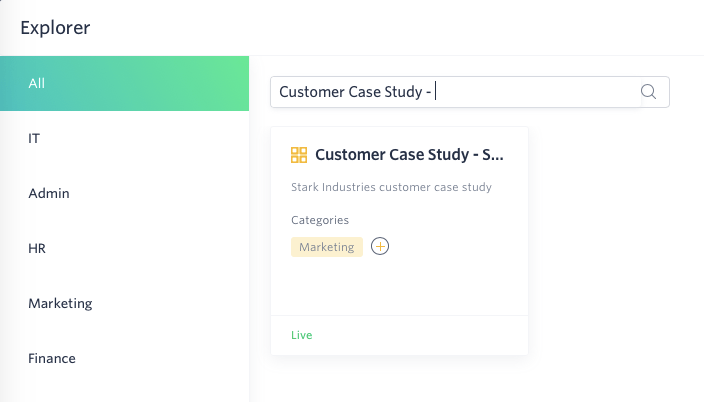 Explorer
All
IT
Admin
HR
Marketing
Finance
Customer Case Study -
Customer Case Study - S...
Stark Industries customer case study
Categories
Marketing
Live